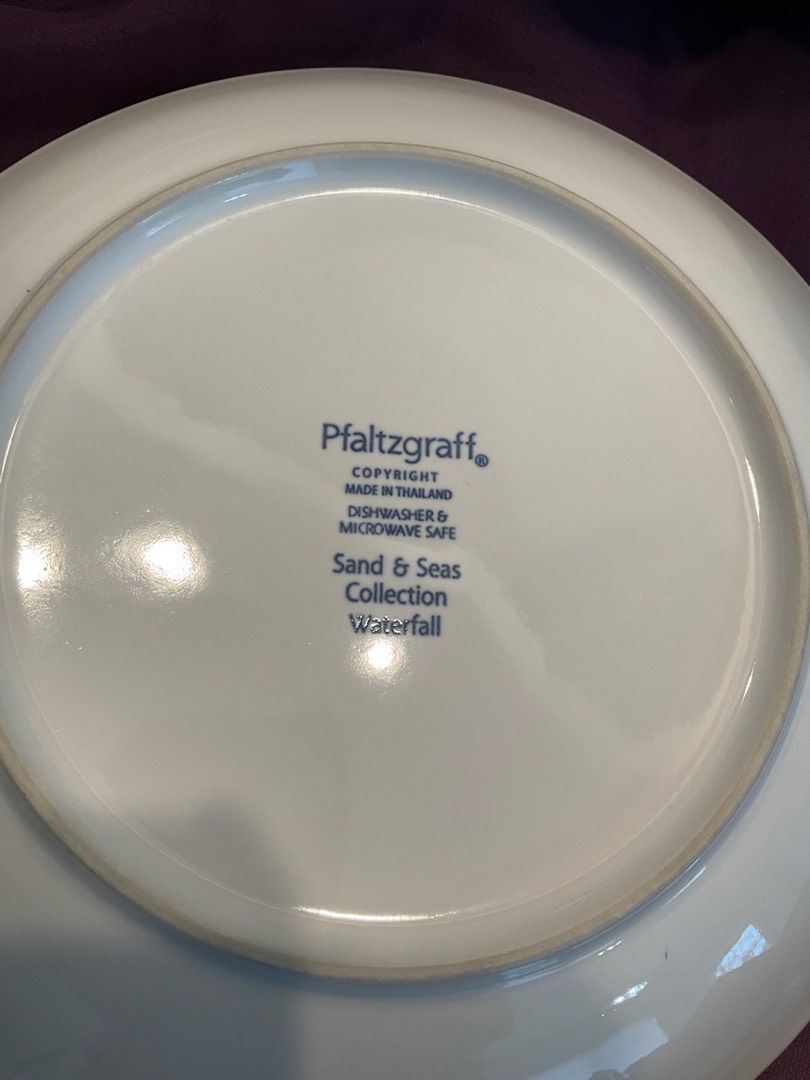 Pfaltzgraff®
COPYRIGHT
MADE IN THAILAND
DISHWASHER &
MICROWAVE SAFE
Sand & Seas
Collection
Waterfall